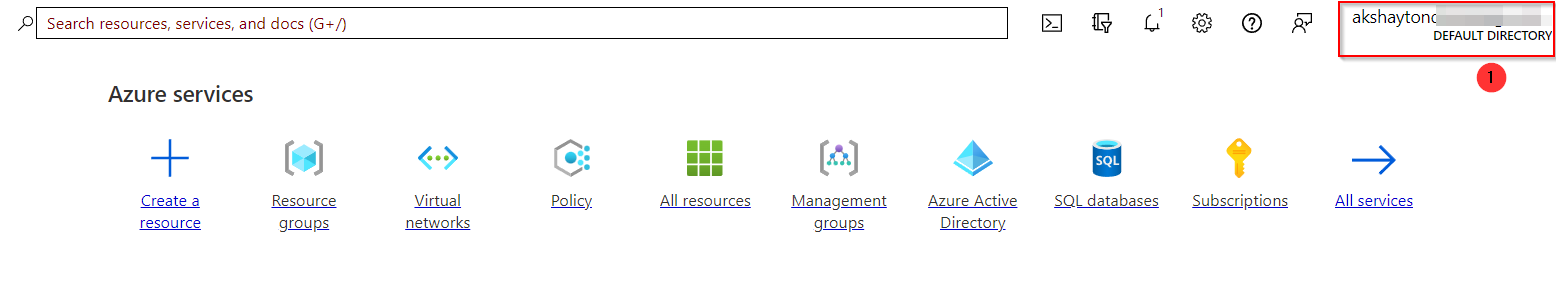 Search resources, services, and docs (G+/)
1
DEFAULT DIRECTORY
1
Azure services
SQL
Create a resource
Resource groups
Virtual networks
Policy
All resources
Management groups
Azure Active Directory
SQL databases
Subscriptions
All services